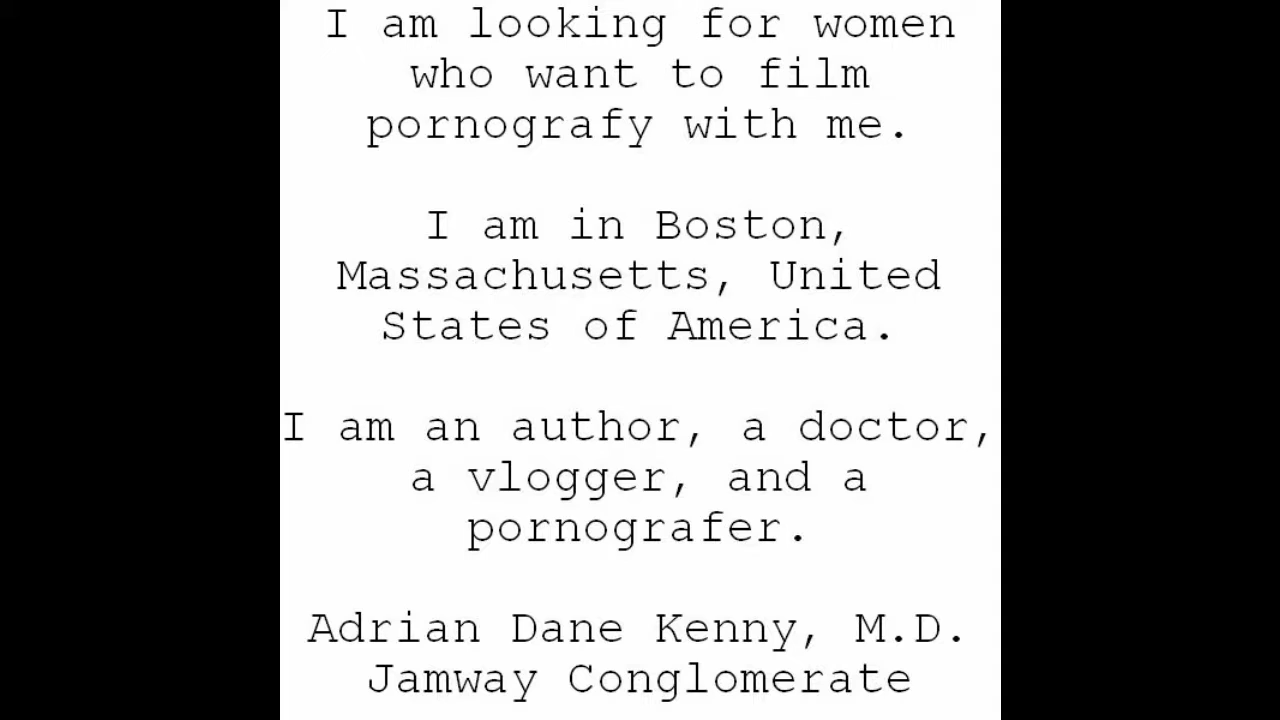 I am looking for women
who want to film
pornografy with me.
I am in Boston,
Massachusetts, United
States of America.
I am an author, a doctor,
a vlogger, and a
pornografer.
Adrian Dane Kenny, M.D.
Jamway Conglomerate